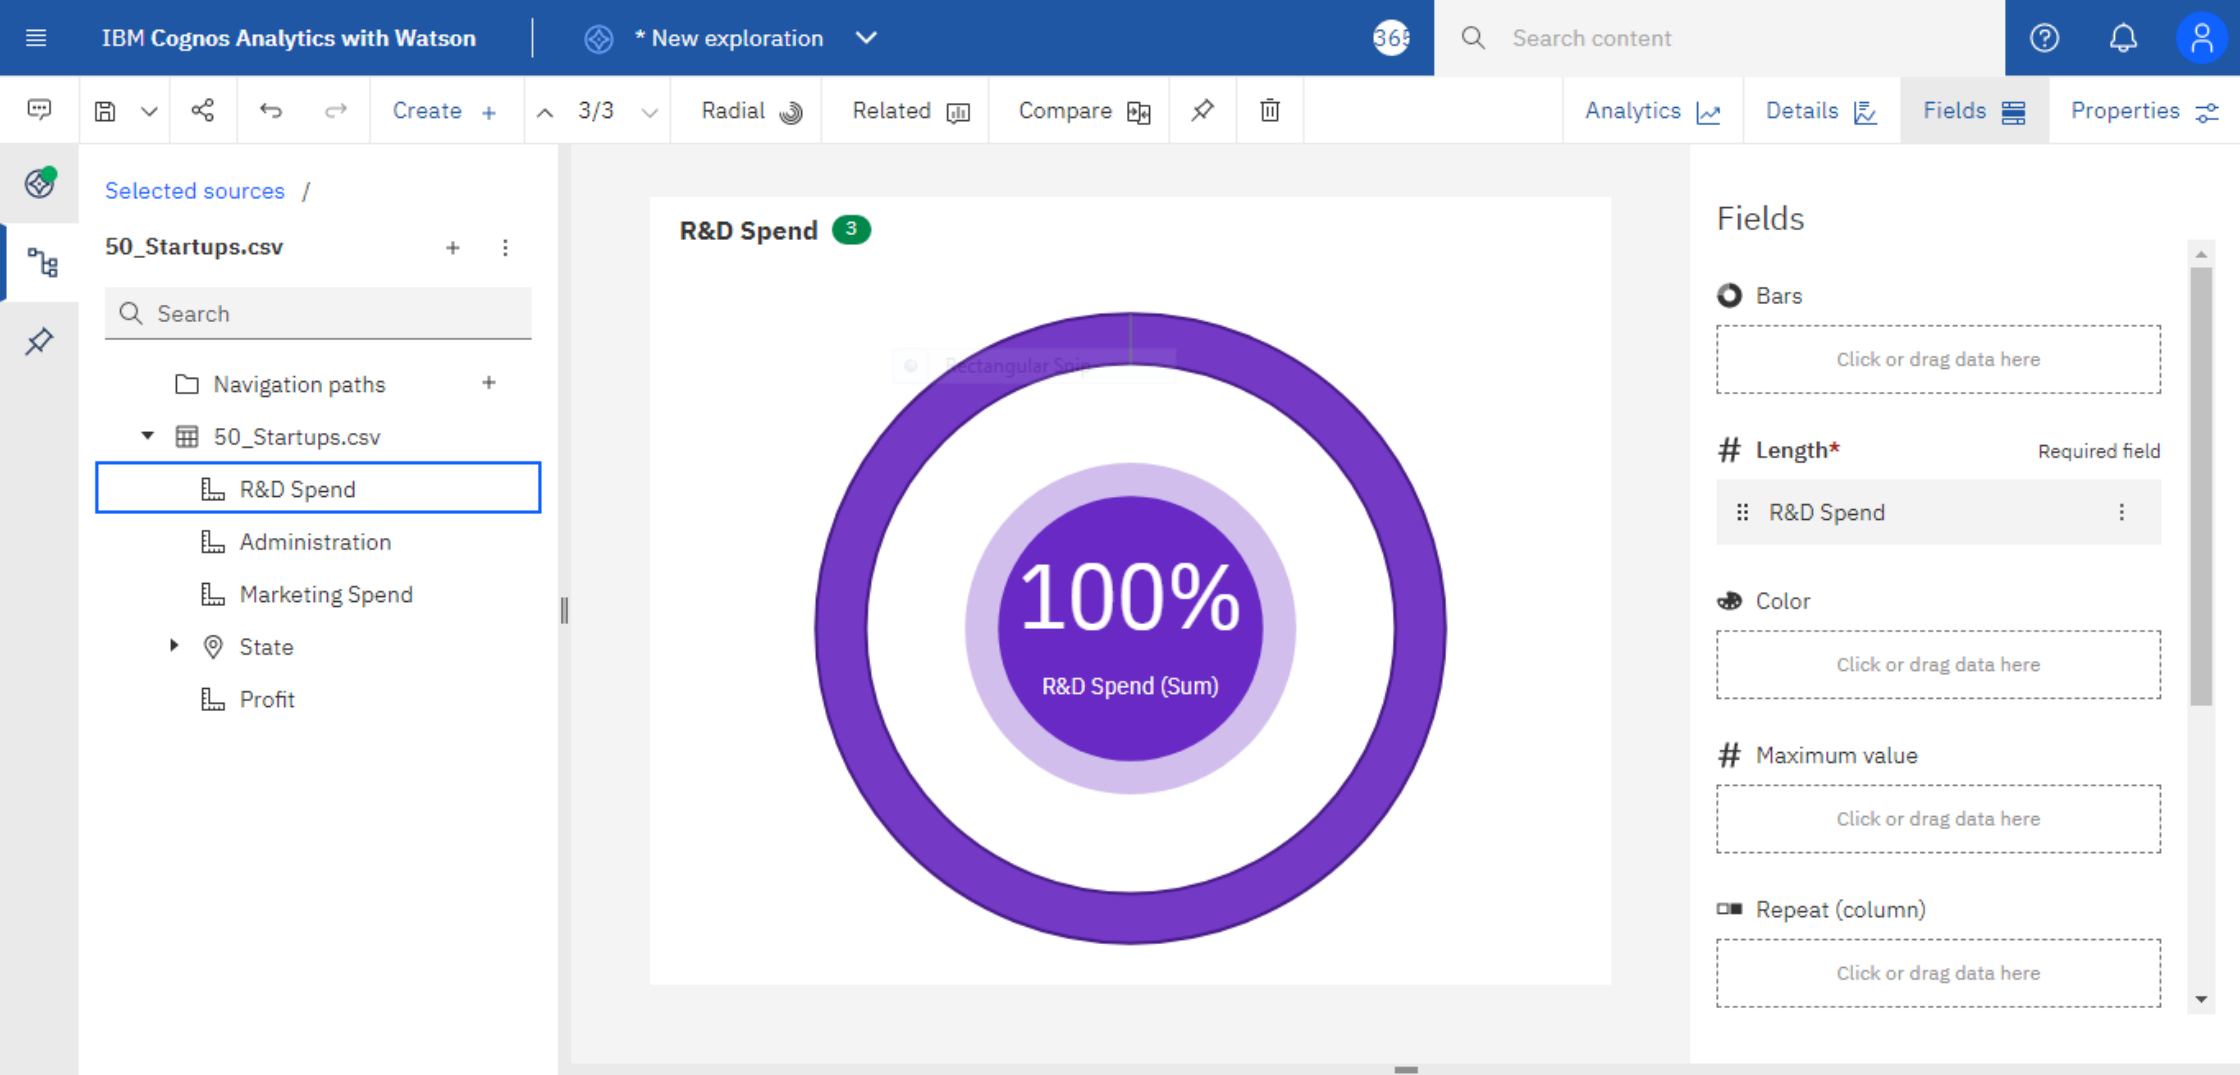 IBM Cognos Analytics with Watson
* New exploration
365
Search content
Create +
3/3
Radial
Related
Compare
Analytics
Details
Fields
Properties
Selected sources /
50_Startups.csv
Search
Navigation paths
50_Startups.csv
R&D Spend
Administration
Marketing Spend
State
Profit
R&D Spend 3
Rectangular Snip
100%
R&D Spend (Sum)
Fields
Bars
Click or drag data here
# Length* Required field
R&D Spend
Color
Click or drag data here
# Maximum value
Click or drag data here
Repeat (column)
Click or drag data here